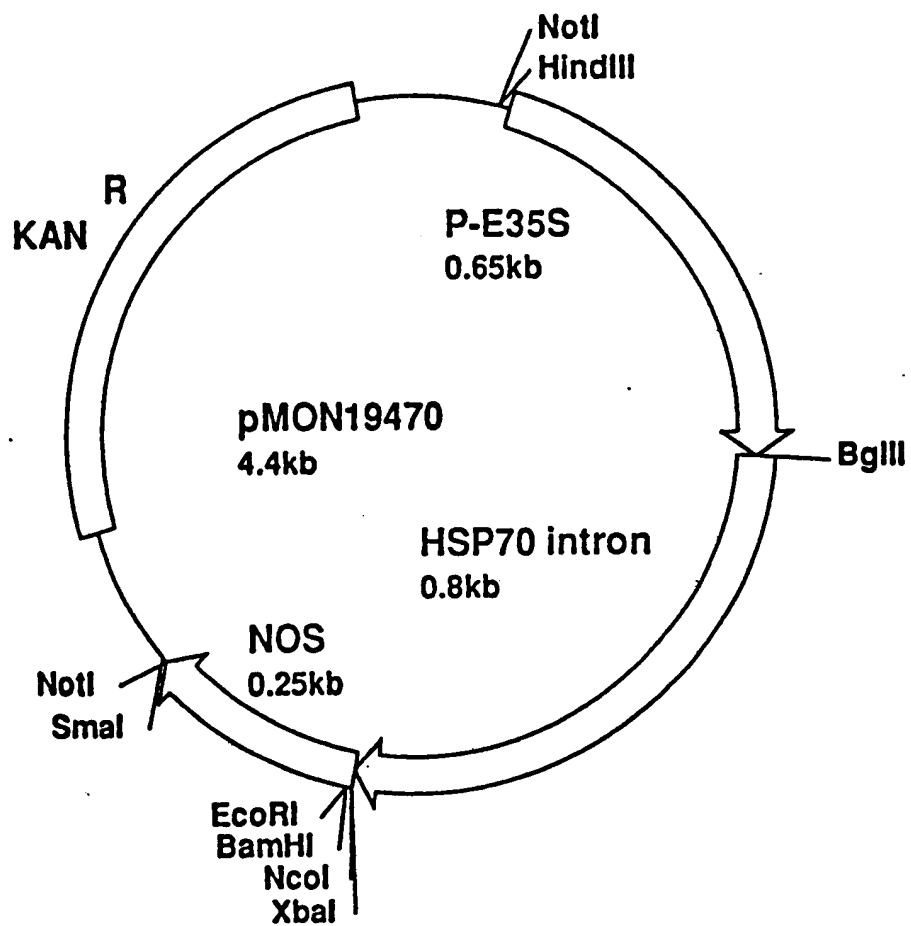 NotI
HindIII
R
KAN
P-E35S
0.65kb
pMON19470
4.4kb
BglII
HSP70 intron
0.8kb
NOS
0.25kb
NotI
SmaI
EcoRI
BamHI
NcoI
XbaI